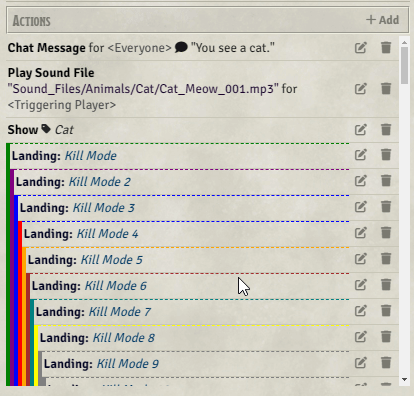 Actions
+ Add
Chat Message for <Everyone> "You see a cat."
Play Sound File
"Sound_Files/Animals/Cat/Cat_Meow_001.mp3" for
<Triggering Player>
Show Cat
Landing: Kill Mode
Landing: Kill Mode 2
Landing: Kill Mode 3
Landing: Kill Mode 4
Landing: Kill Mode 5
Landing: Kill Mode 6
Landing: Kill Mode 7
Landing: Kill Mode 8
Landing: Kill Mode 9